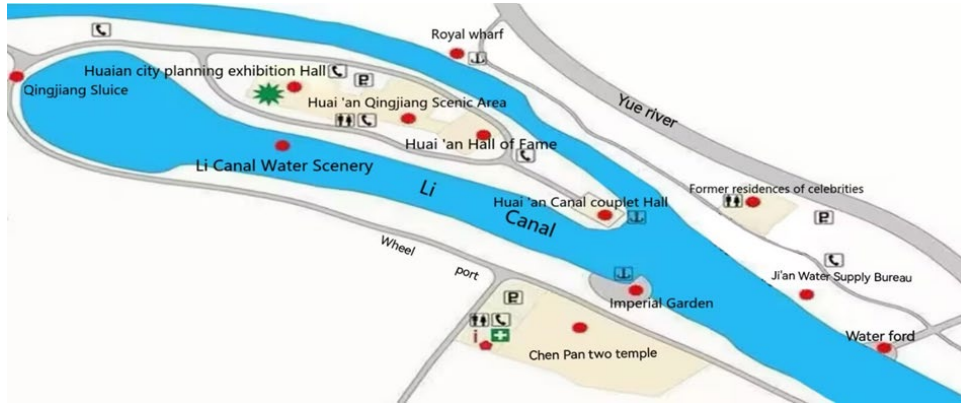 Royal wharf
Huaian city planning exhibition Hall
Qingjiang Sluice
Huai 'an Qingjiang Scenic Area
Yue river
Huai 'an Hall of Fame
Li Canal Water Scenery
Li
Canal
Huai 'an Canal couplet Hall
Former residences of celebrities
Wheel
port
Ji'an Water Supply Bureau
Imperial Garden
Water ford
Chen Pan two temple
i